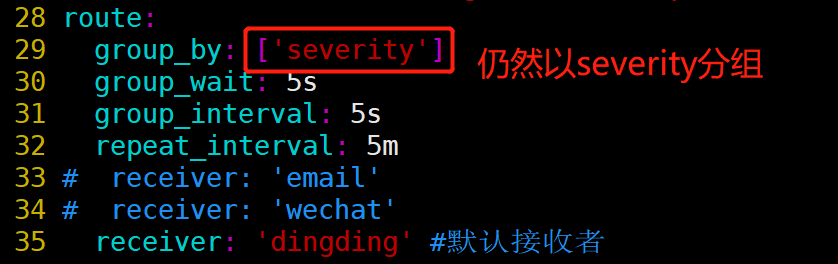 28 route:
29   group_by: ['severity'] 仍然以severity分组
30   group_wait: 5s
31   group_interval: 5s
32   repeat_interval: 5m
33 #  receiver: 'email'
34 #  receiver: 'wechat'
35   receiver: 'dingding' #默认接收者